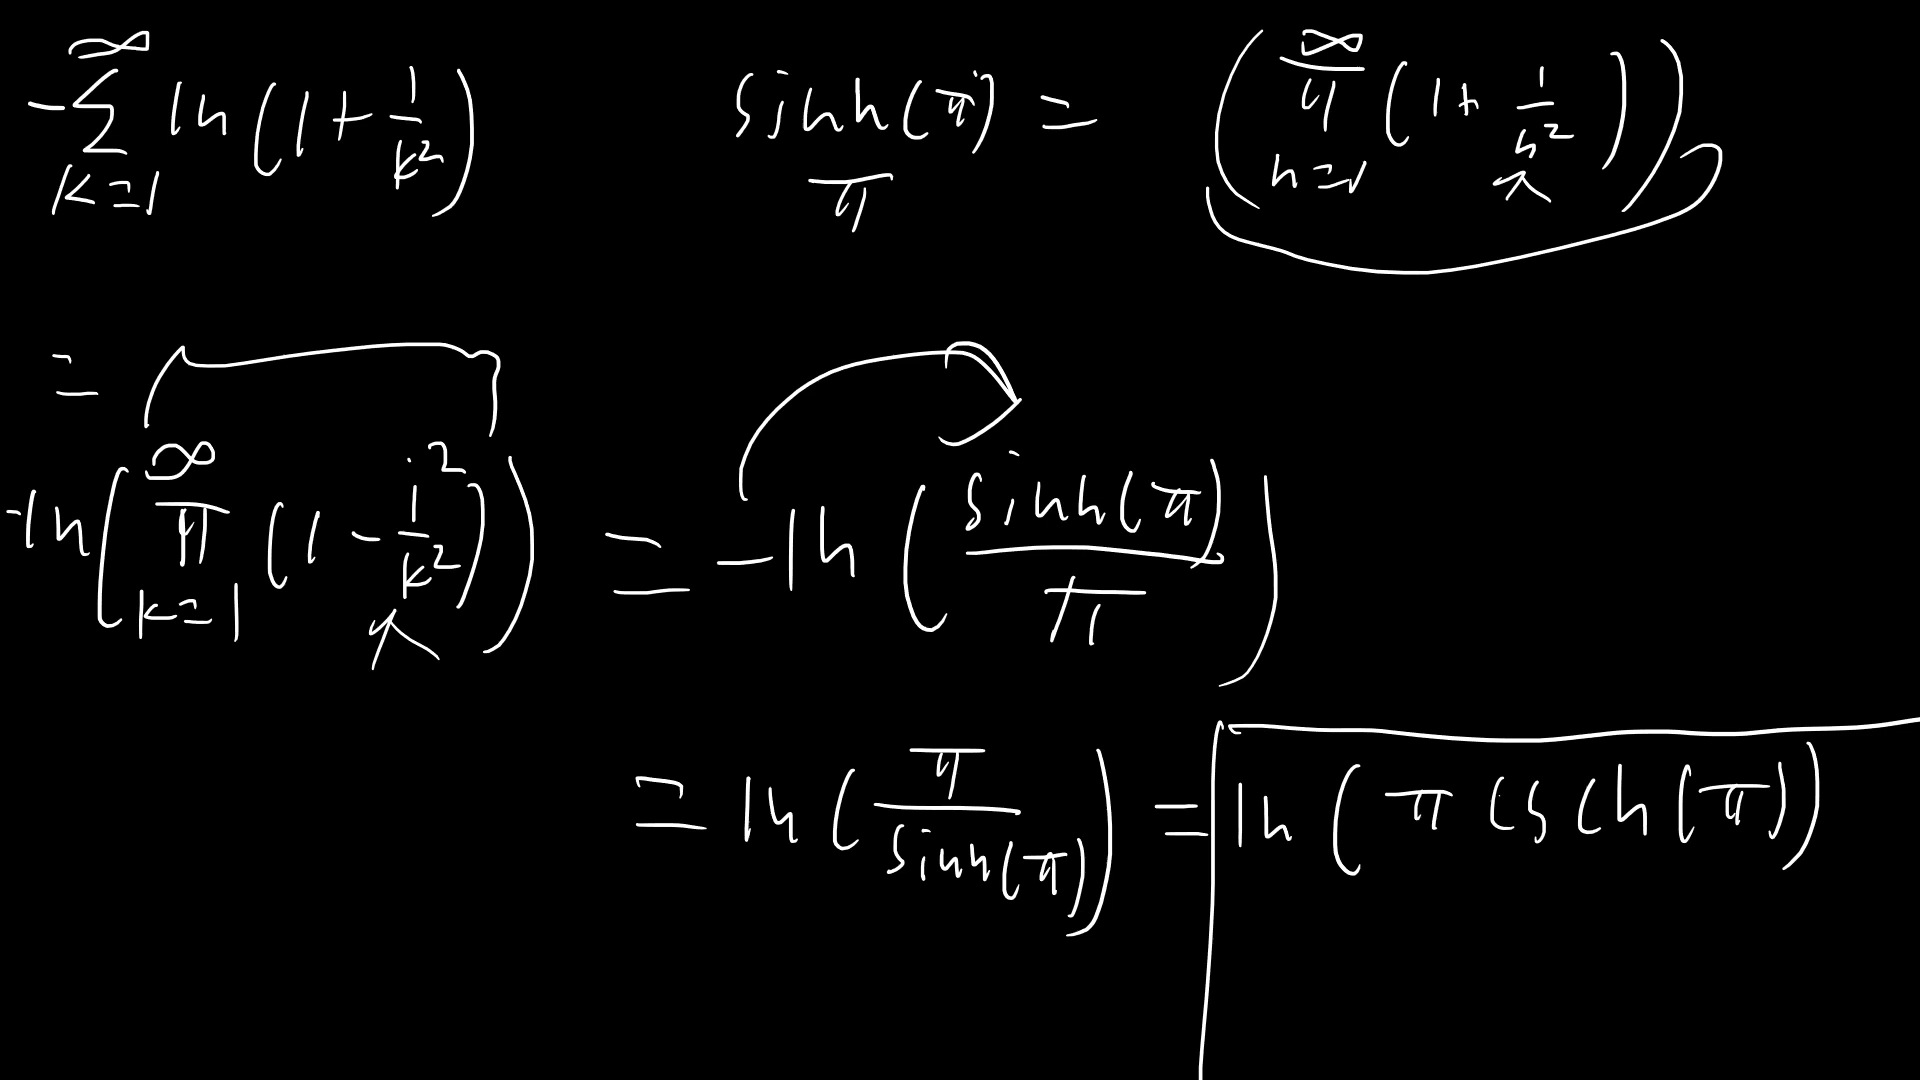 -∑_{k=1}^{∞} ln(1+1/k²)    sinh(π)/π = (∏_{n=1}^{∞}(1+1/n²))
=
-ln(∏_{k=1}^{∞}(1-i²/k²)) = -ln(sinh(π)/π)
= ln(π/sinh(π)) = ln(π csch(π))